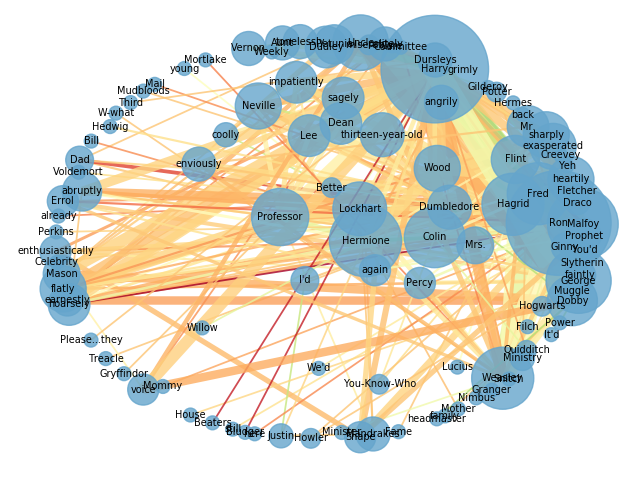 Vernon
Weekly
Aunt
tonelessly
Dudley
Uncle
Committee
Dursleys
Harry
grimly
Mortlake
young
Mail
Mudbloods
Third
W-what
Hedwig
Bill
impatiently
sagely
angrily
Gilderoy
Potter
Hermes
back
Mr.
Neville
Dean
Lee
thirteen-year-old
coolly
sharply
exasperated
Creevey
Flint
Yeh
heartily
Dad
Voldemort
enviously
Wood
abruptly
Better
Errol
already
Perkins
Professor
Lockhart
Dumbledore
Hagrid
Fred
Fletcher
Draco
Hermione
Colin
Mrs.
Ron
Malfoy
Prophet
Ginny
You'd
enthusiastically
Celebrity
Mason
flatly
earnestly
hoarsely
I'd
again
Percy
Slytherin
faintly
George
Muggle
Dobby
Hogwarts
Power
It'd
Filch
Willow
Please...they
Treacle
Gryffindor
voice
Mommy
We'd
You-Know-Who
Lucius
Quidditch
Ministry
Weasley
Snitch
Granger
Nimbus
Mother
family
headmaster
House
Beaters
Bludger
here
Justin
Howler
Minister
Shape
Mandrakes
Fame